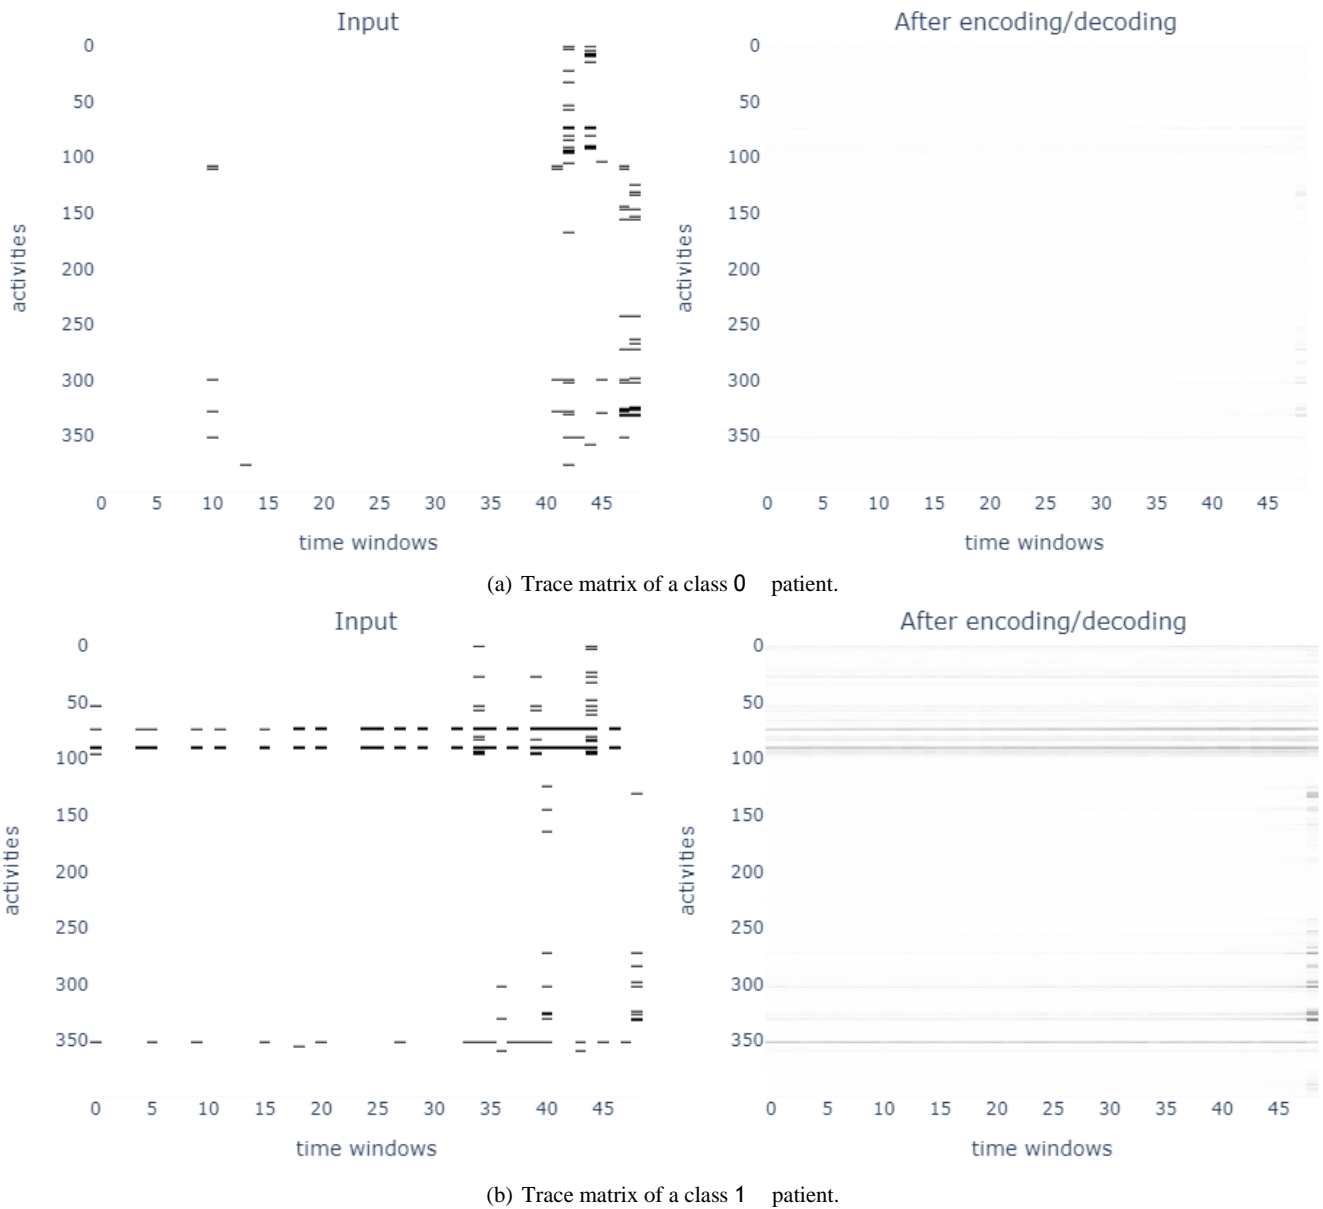 Input
After encoding/decoding
0
50
100
150
200
250
300
350
activities
0 5 10 15 20 25 30 35 40 45
time windows
0
50
100
150
200
250
300
350
activities
0 5 10 15 20 25 30 35 40 45
time windows
(a) Trace matrix of a class 0 patient.
Input
After encoding/decoding
0
50
100
150
200
250
300
350
activities
0 5 10 15 20 25 30 35 40 45
time windows
0
50
100
150
200
250
300
350
activities
0 5 10 15 20 25 30 35 40 45
time windows
(b) Trace matrix of a class 1 patient.